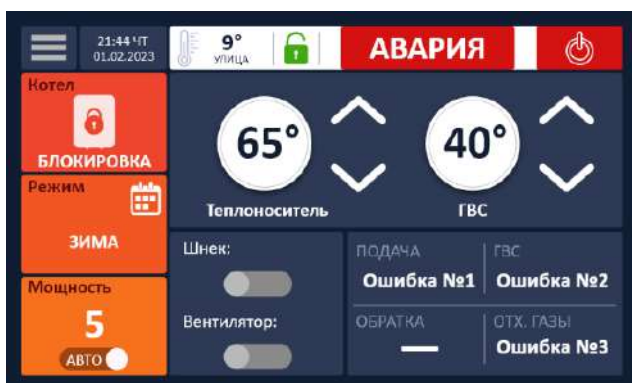 21:44 ЧТ
01.02.2023
9°
УЛИЦА
АВАРИЯ
Котел
БЛОКИРОВКА
Режим
ЗИМА
Мощность
5
АВТО
65°
Теплоноситель
40°
ГВС
Шнек:
Вентилятор:
ПОДАЧА
Ошибка №1
ГВС
Ошибка №2
ОБРАТКА
—
ОТХ. ГАЗЫ
Ошибка №3